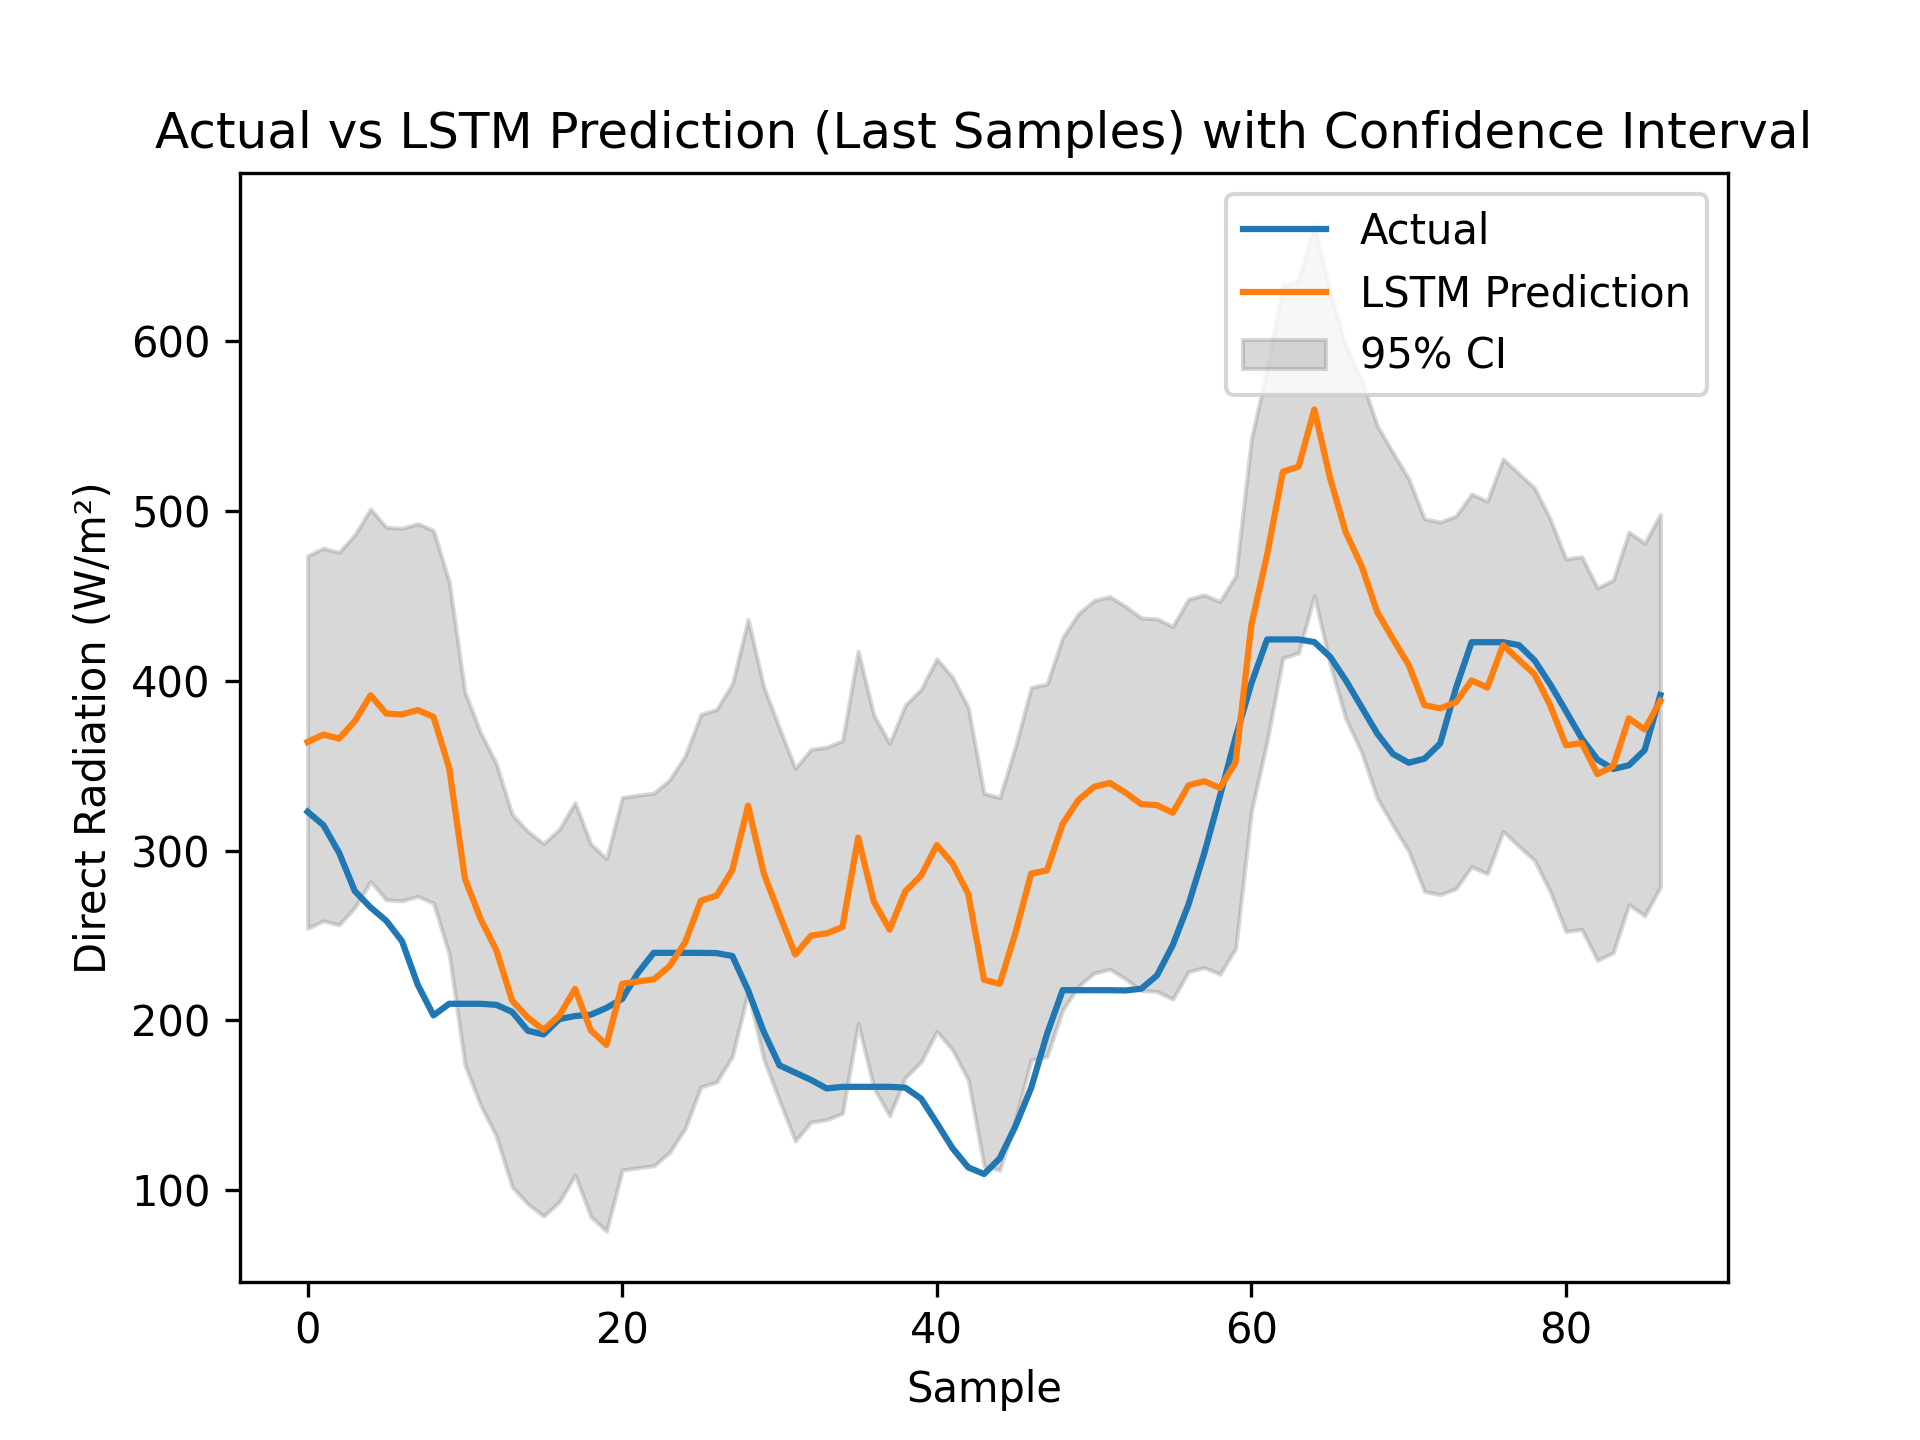 Actual vs LSTM Prediction (Last Samples) with Confidence Interval
Actual
LSTM Prediction
95% CI
Direct Radiation (W/m²)
600
500
400
300
200
100
0 20 40 60 80
Sample